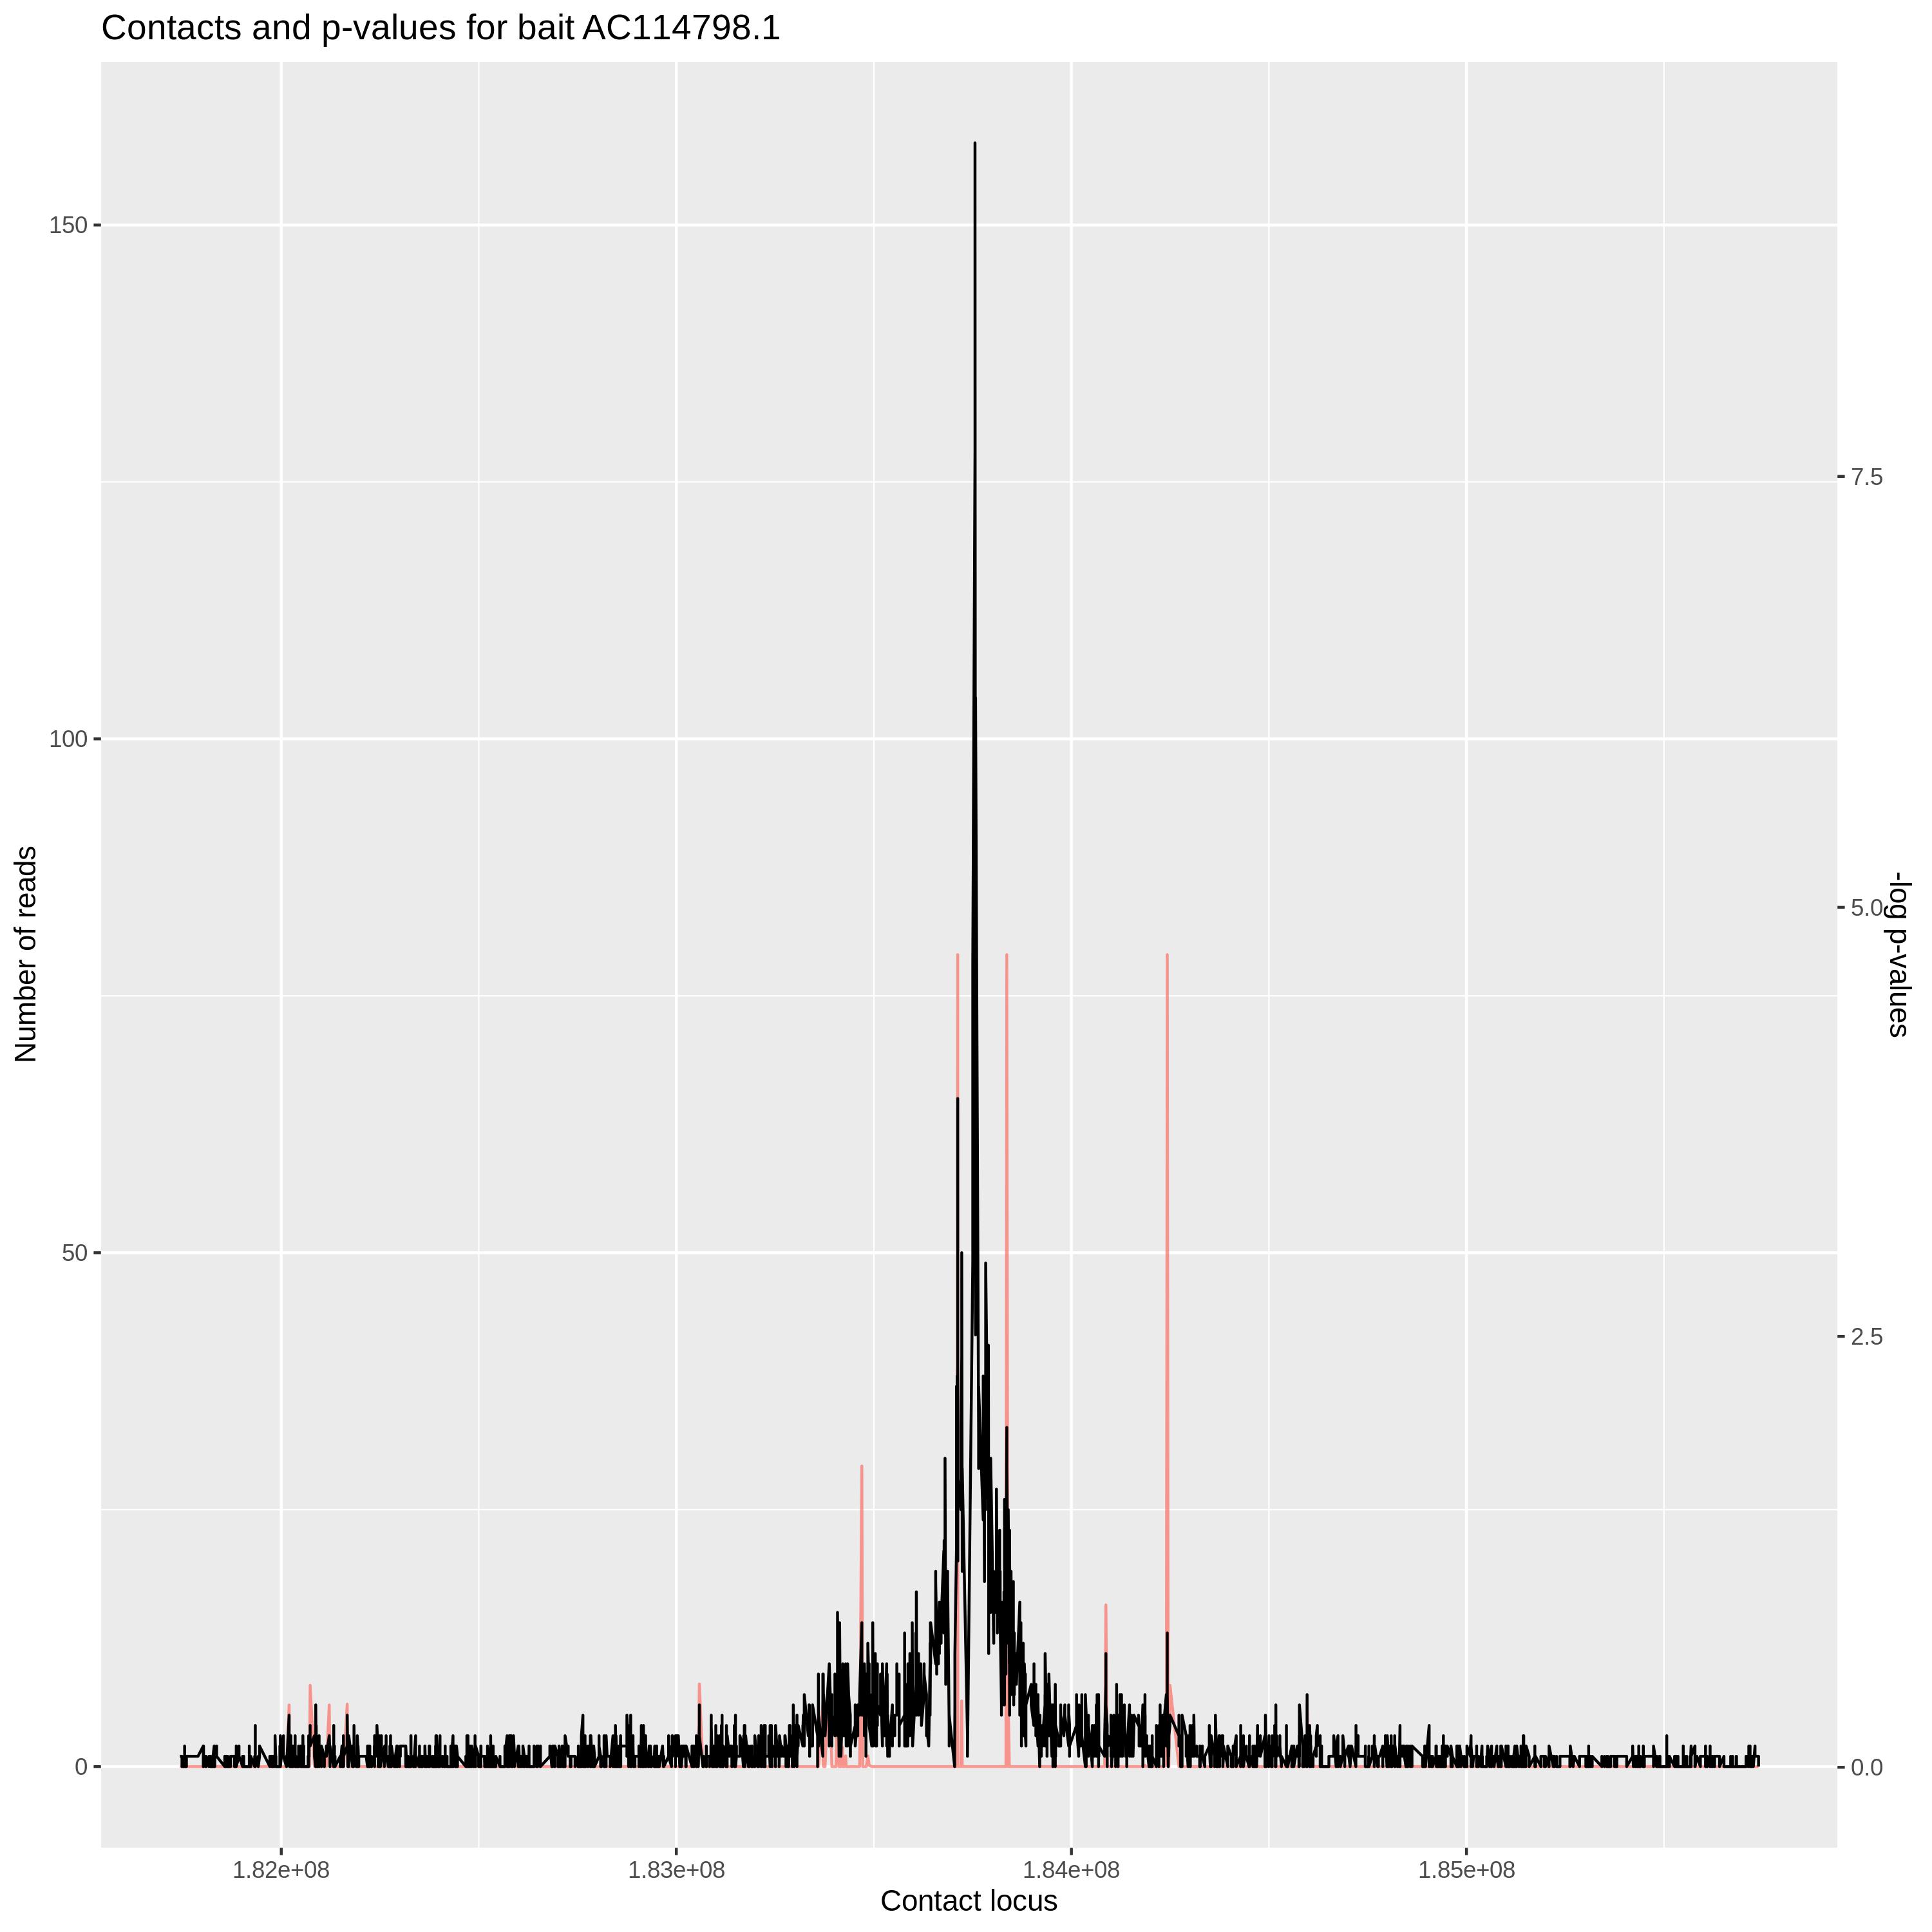 Contacts and p-values for bait AC114798.1
150
100
50
0
Number of reads
7.5
5.0
2.5
0.0
-log p-values
1.82e+08
1.83e+08
1.84e+08
1.85e+08
Contact locus